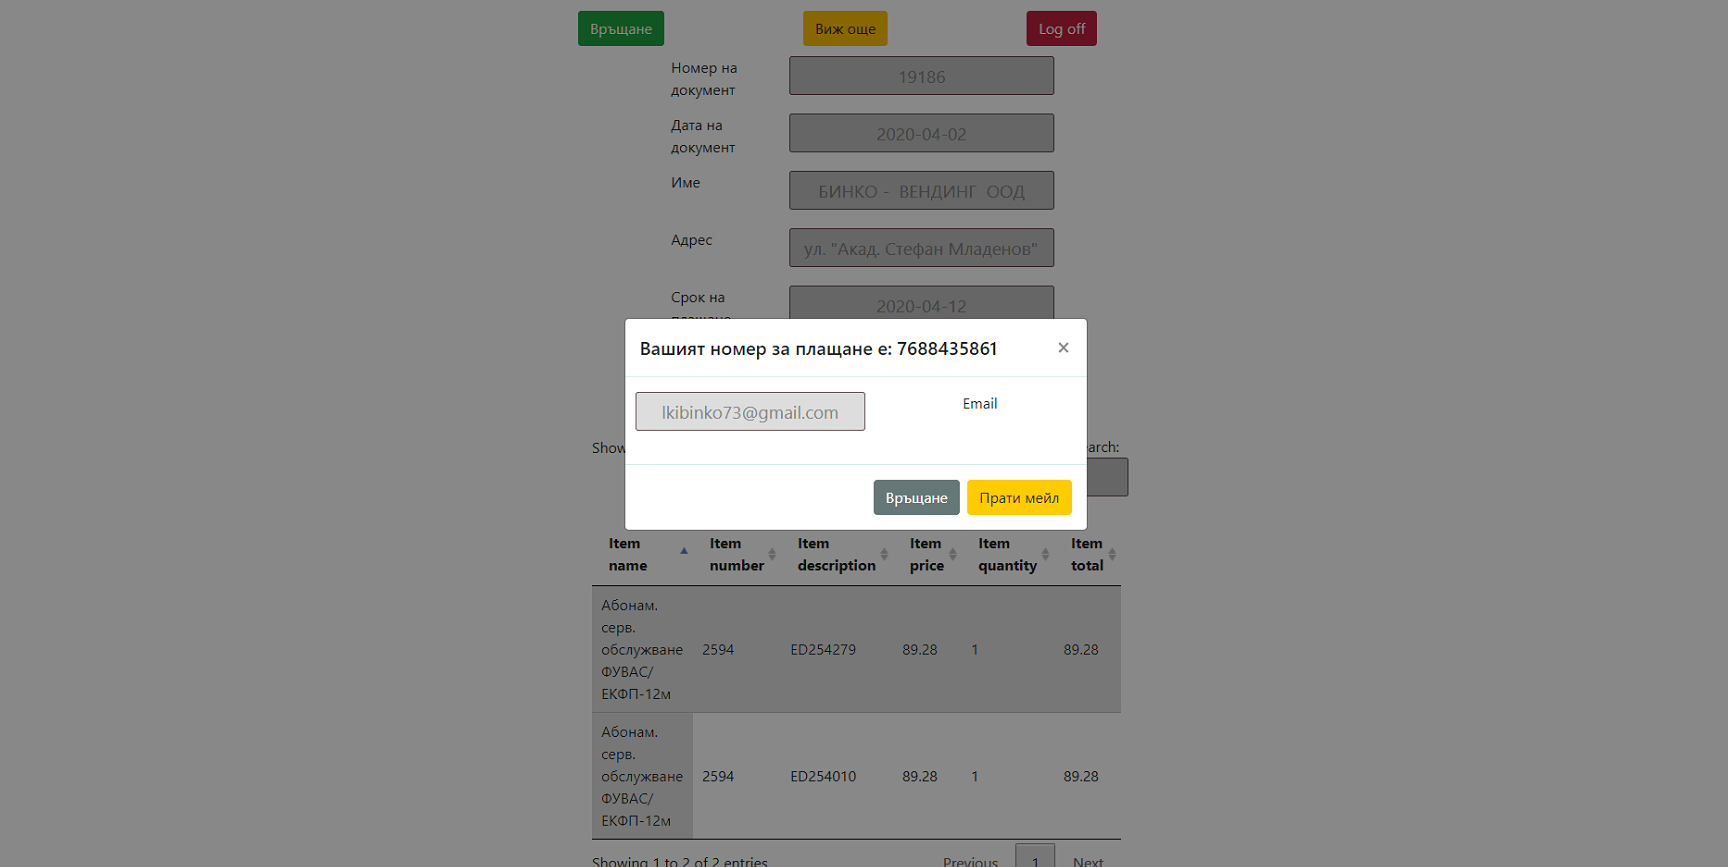 Връщане
Виж още
Log off
Номер на
документ
19186
Дата на
документ
2020-04-02
Име
БИНКО - ВЕНДИНГ ООД
Адрес
ул. "Акад. Стефан Младенов"
Срок на
2020-04-12
Вашият номер за плащане е: 7688435861
×
lkibinko73@gmail.com
Email
Show
earch:
Връщане
Прати мейл
Item
name
Item
number
Item
description
Item
price
Item
quantity
Item
total
Абонам.
серв.
обслужване
ФУВАС/
ЕКФП-12м
2594
ED254279
89.28
1
89.28
Абонам.
серв.
обслужване
ФУВАС/
ЕКФП-12м
2594
ED254010
89.28
1
89.28
Showing 1 to 2 of 2 entries
Previous
1
Next